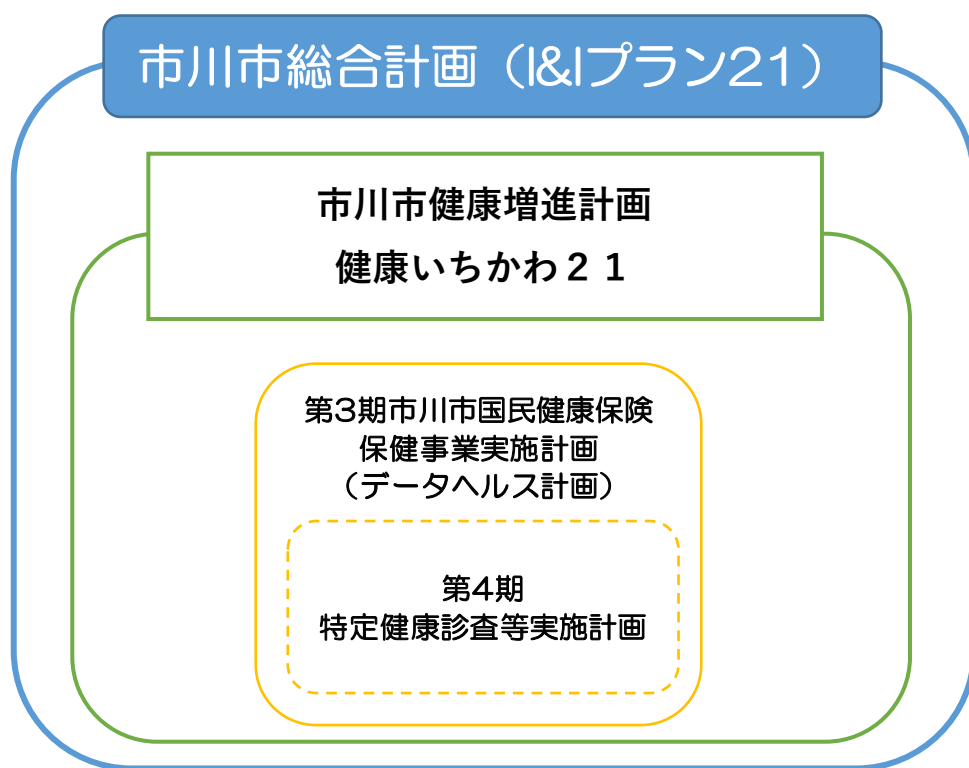 市川市総合計画（I&Iプラン21）
市川市健康増進計画
健康いちかわ２１
第3期市川市国民健康保険
保健事業実施計画
（データヘルス計画）
第4期
特定健康診査等実施計画